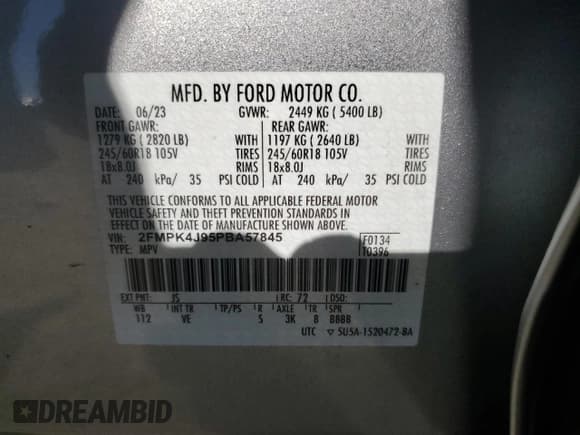 MFD. BY FORD MOTOR CO.
DATE: 06/23 GVWR: 2449 KG ( 5400 LB)
FRONT GAWR: REAR GAWR:
1279 KG ( 2820 LB) WITH 1197 KG ( 2640 LB) WITH
245/60R18 105V TIRES 245/60R18 105V TIRES
18x8.0J RIMS 18x8.0J RIMS
AT 240 kPa/ 35 PSI COLD AT 240 kPa/ 35 PSI COLD
THIS VEHICLE CONFORMS TO ALL APPLICABLE FEDERAL MOTOR
VEHICLE SAFETY AND THEFT PREVENTION STANDARDS IN
EFFECT ON THE DATE OF MANUFACTURE SHOWN ABOVE.
VIN: 2FMPK4J95PBA57845 F0134
TYPE: MPV T0396
EXT PNT: JS RC: 72 DSO:
WB INT TR TP/PS R AXLE TR SPR
112 VE S 3K B BBBB
UTC ▽ 5U5A-1520472-BA
DREAMBID